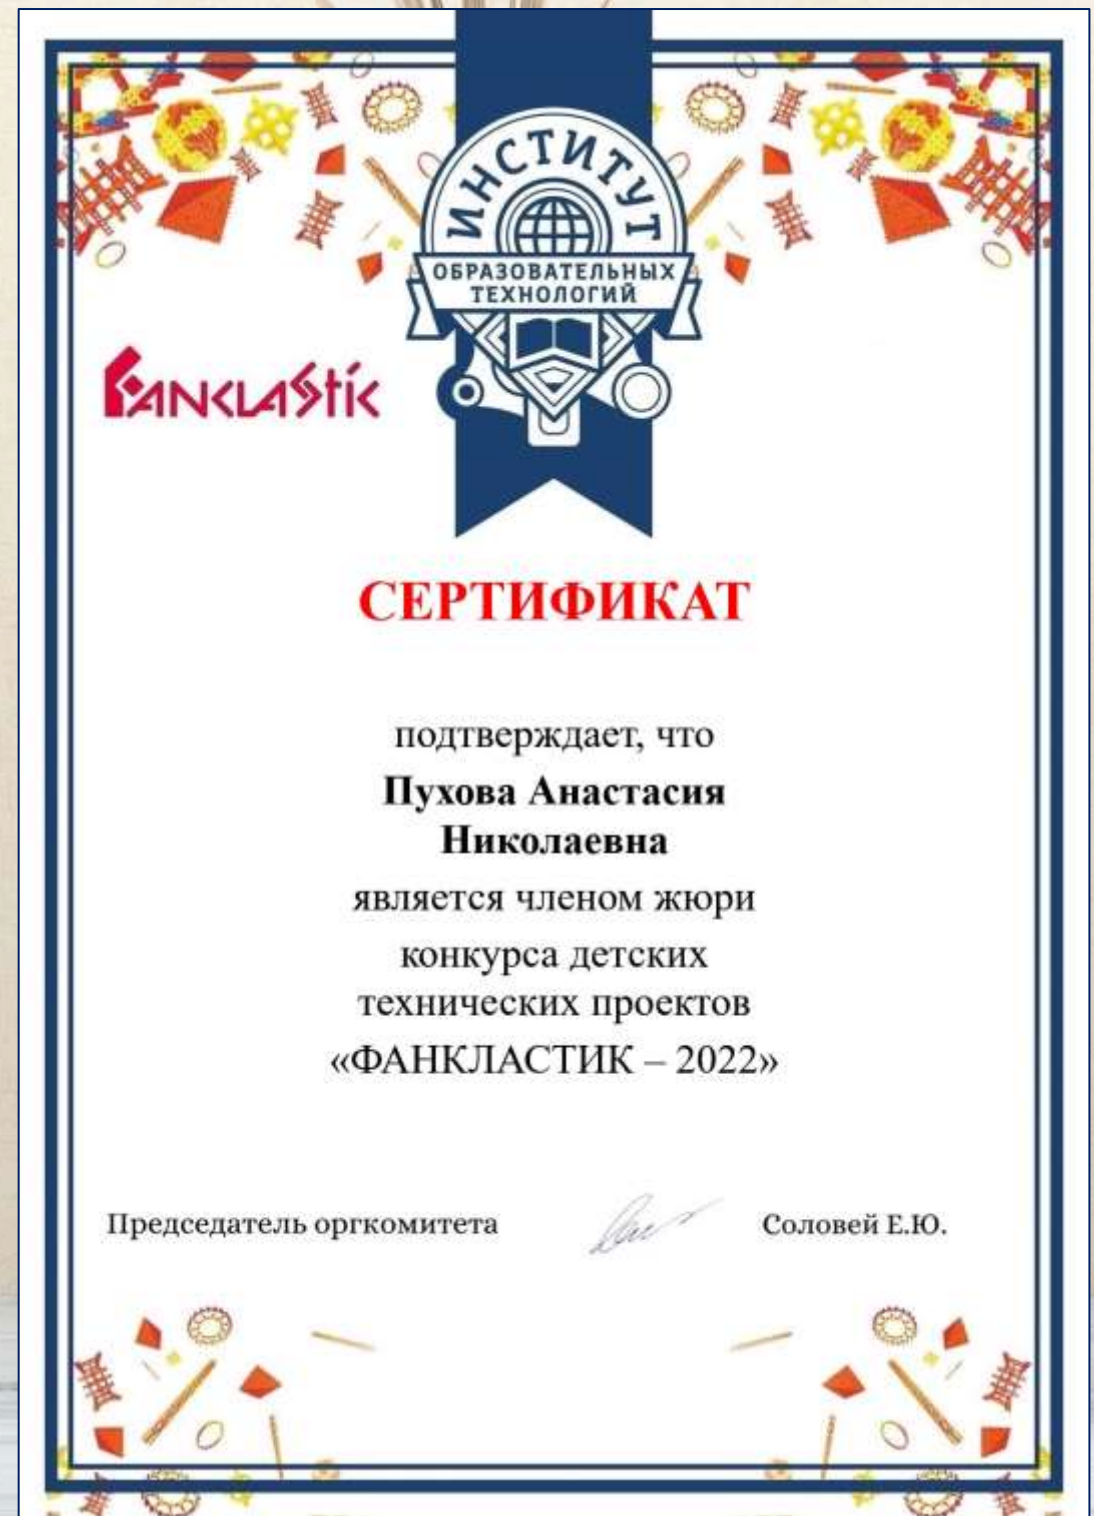 ИНСТИТУТ
ОБРАЗОВАТЕЛЬНЫХ
ТЕХНОЛОГИЙ
Fanclastic
СЕРТИФИКАТ
подтверждает, что
Пухова Анастасия
Николаевна
является членом жюри
конкурса детских
технических проектов
«ФАНКЛАСТИК – 2022»
Председатель оргкомитета Соловей Е.Ю.